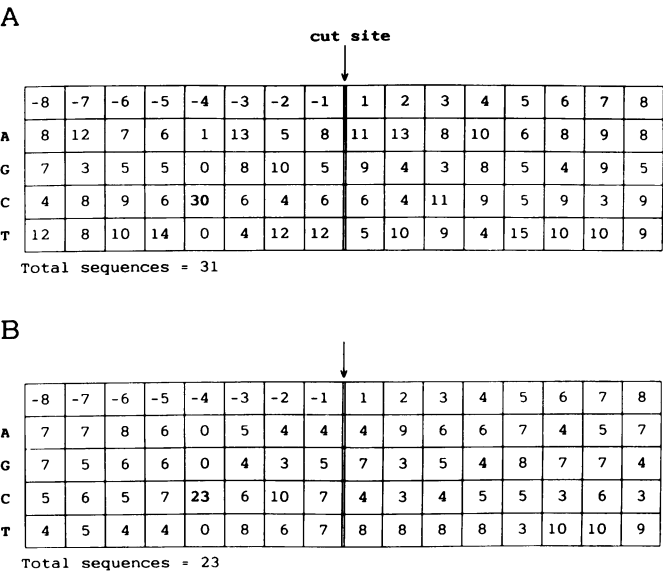 A
cut site
-8 -7 -6 -5 -4 -3 -2 -1 1 2 3 4 5 6 7 8
A 8 12 7 6 1 13 5 8 11 13 8 10 6 8 9 8
G 7 3 5 5 0 8 10 5 9 4 3 8 5 4 9 5
C 4 8 9 6 30 6 4 6 6 4 11 9 5 9 3 9
T 12 8 10 14 0 4 12 12 5 10 9 4 15 10 10 9
Total sequences = 31
B
-8 -7 -6 -5 -4 -3 -2 -1 1 2 3 4 5 6 7 8
A 7 7 8 6 0 5 4 4 4 9 6 6 7 4 5 7
G 7 5 6 6 0 4 3 5 7 3 5 4 8 7 7 4
C 5 6 5 7 23 6 10 7 4 3 4 5 5 3 6 3
T 4 5 4 4 0 8 6 7 8 8 8 8 3 10 10 9
Total sequences = 23